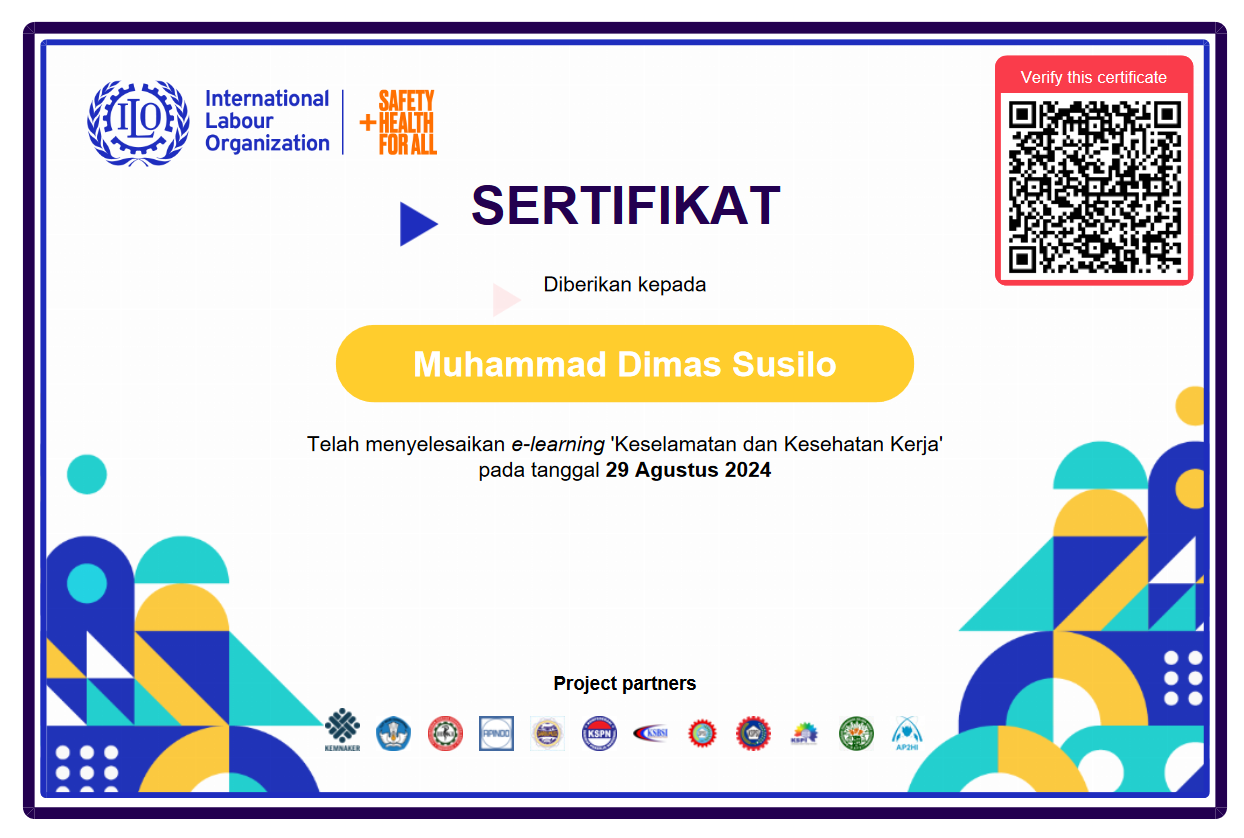 International
Labour
Organization
ILO
SAFETY
+ HEALTH
FOR ALL
Verify this certificate
SERTIFIKAT
Diberikan kepada
Muhammad Dimas Susilo
Telah menyelesaikan e-learning 'Keselamatan dan Kesehatan Kerja'
pada tanggal 29 Agustus 2024
Project partners
KEMNAKER
APINDO
KSPN
KSBSI
KSPI
AP2HI